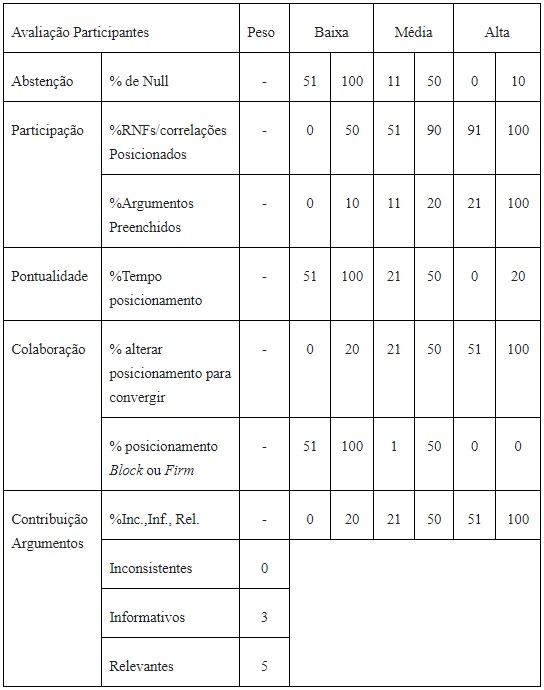 Avaliação Participantes Peso Baixa Média Alta
Abstenção % de Null - 51 100 11 50 0 10
Participação %RNFs/correlações - 0 50 51 90 91 100
Posicionados
%Argumentos - 0 10 11 20 21 100
Preenchidos
Pontualidade %Tempo - 51 100 21 50 0 20
posicionamento
Colaboração % alterar - 0 20 21 50 51 100
posicionamento para
convergir
% posicionamento - 51 100 1 50 0 0
Block ou Firm
Contribuição %Inc.,Inf., Rel. - 0 20 21 50 51 100
Argumentos
Inconsistentes 0
Informativos 3
Relevantes 5